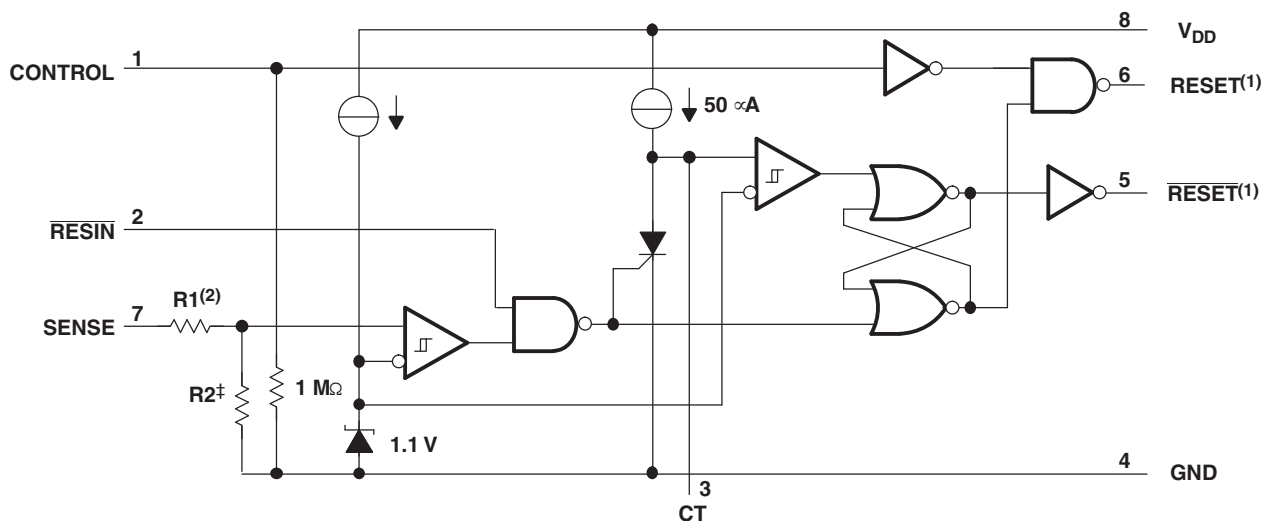 8
V_DD
CONTROL
1
6
RESET(1)
50 ∝A
5
RESET(1)
2
RESIN
R1(2)
7
SENSE
R2‡
1 MΩ
1.1 V
4
GND
3
CT